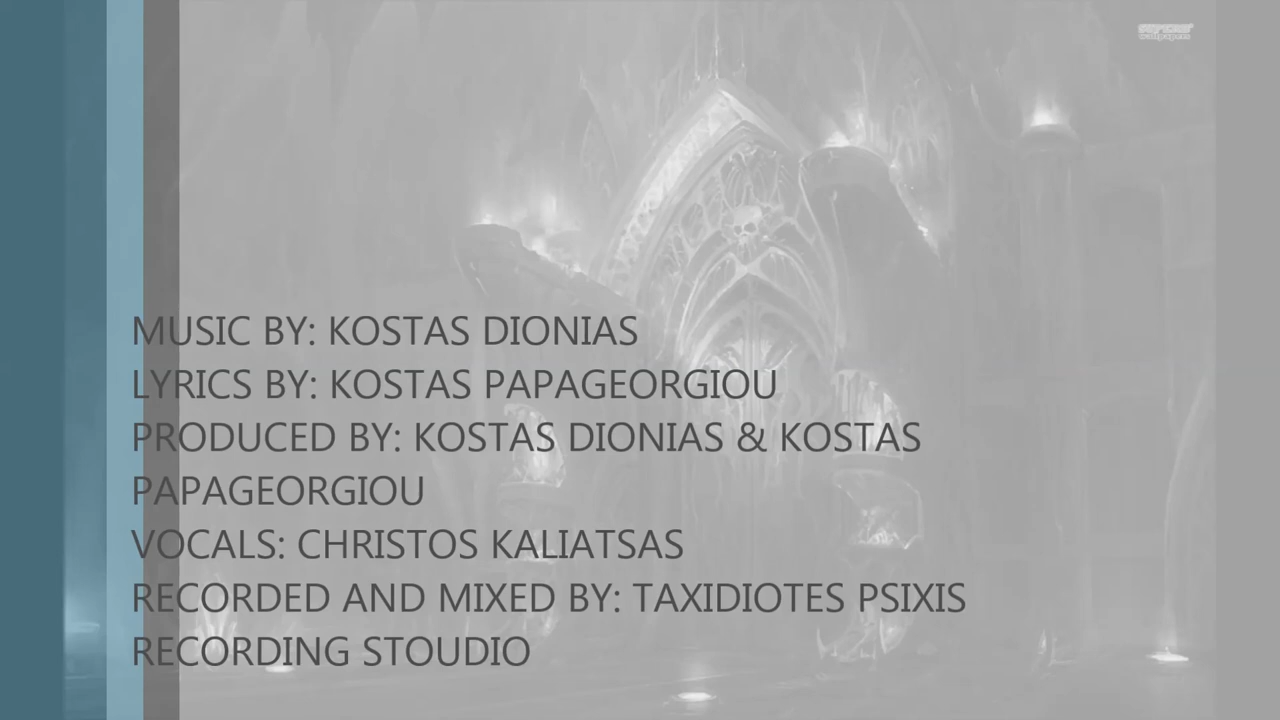 MUSIC BY: KOSTAS DIONIAS
LYRICS BY: KOSTAS PAPAGEORGIOU
PRODUCED BY: KOSTAS DIONIAS & KOSTAS
PAPAGEORGIOU
VOCALS: CHRISTOS KALIATSAS
RECORDED AND MIXED BY: TAXIDIOTES PSIXIS
RECORDING STOUDIO